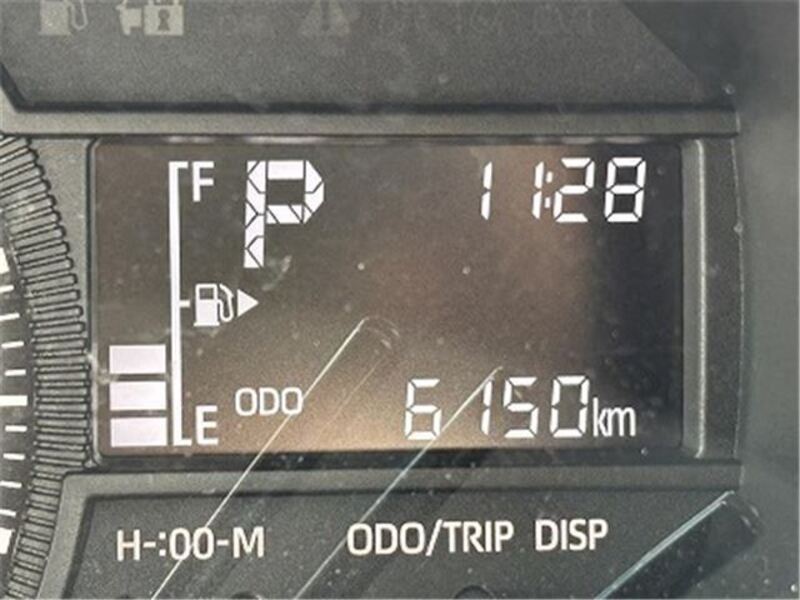 F P 11:28
ODO 6150km
E
H-:00-M ODO/TRIP DISP